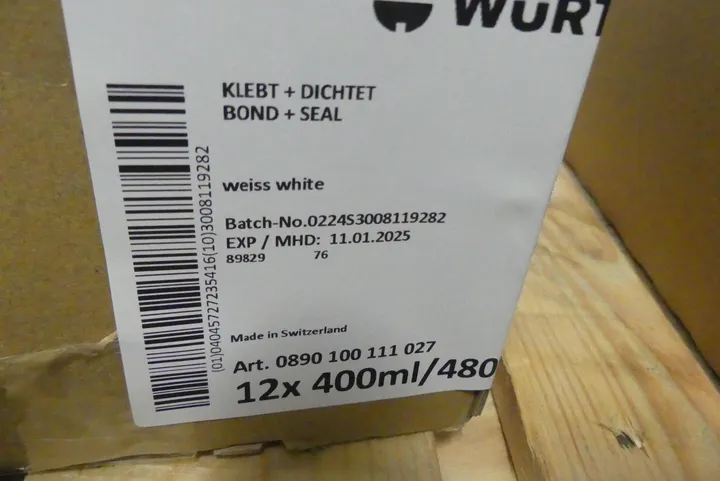 WÜRT
KLEBT + DICHTET
BOND + SEAL
weiss white
Batch-No.0224S3008119282
EXP / MHD: 11.01.2025
89829 76
Made in Switzerland
Art. 0890 100 111 027
12x 400ml/480
(01)04045727235416(10)3008119282